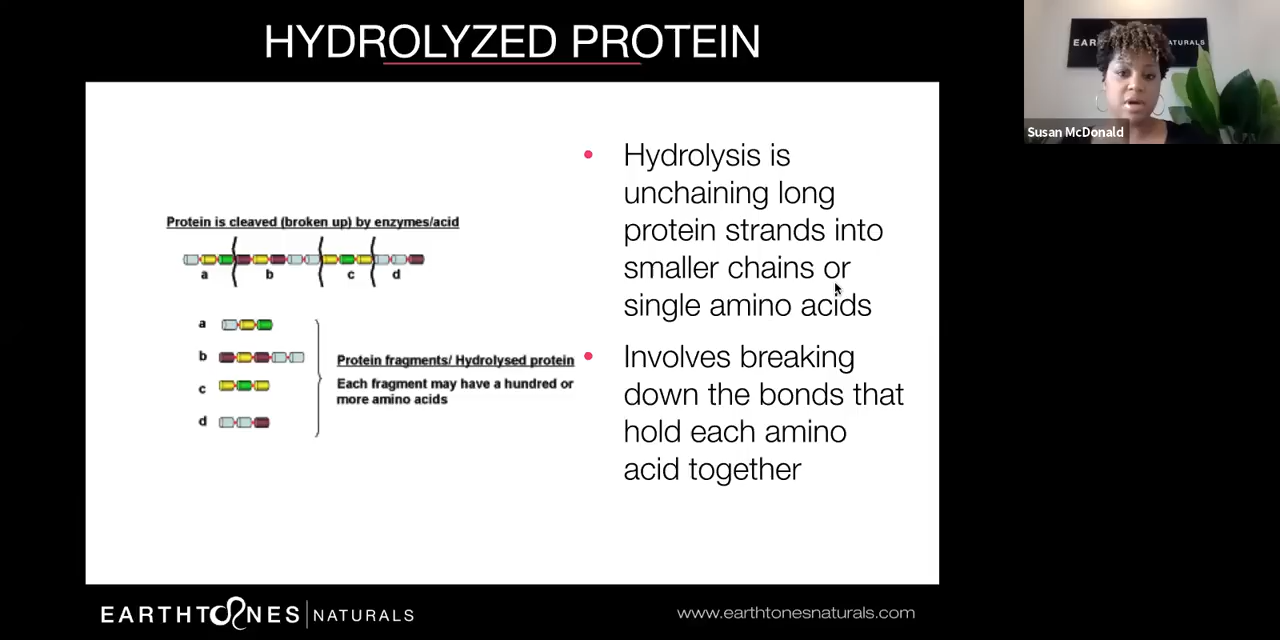 HYDROLYZED PROTEIN
EARTH
NATURALS
Susan McDonald
Protein is cleaved (broken up) by enzymes/acid
a b c d
a
b
c
d
Protein fragments/ Hydrolysed protein
Each fragment may have a hundred or
more amino acids
• Hydrolysis is
unchaining long
protein strands into
smaller chains or
single amino acids
• Involves breaking
down the bonds that
hold each amino
acid together
EARTHTONES NATURALS
www.earthtonesnaturals.com